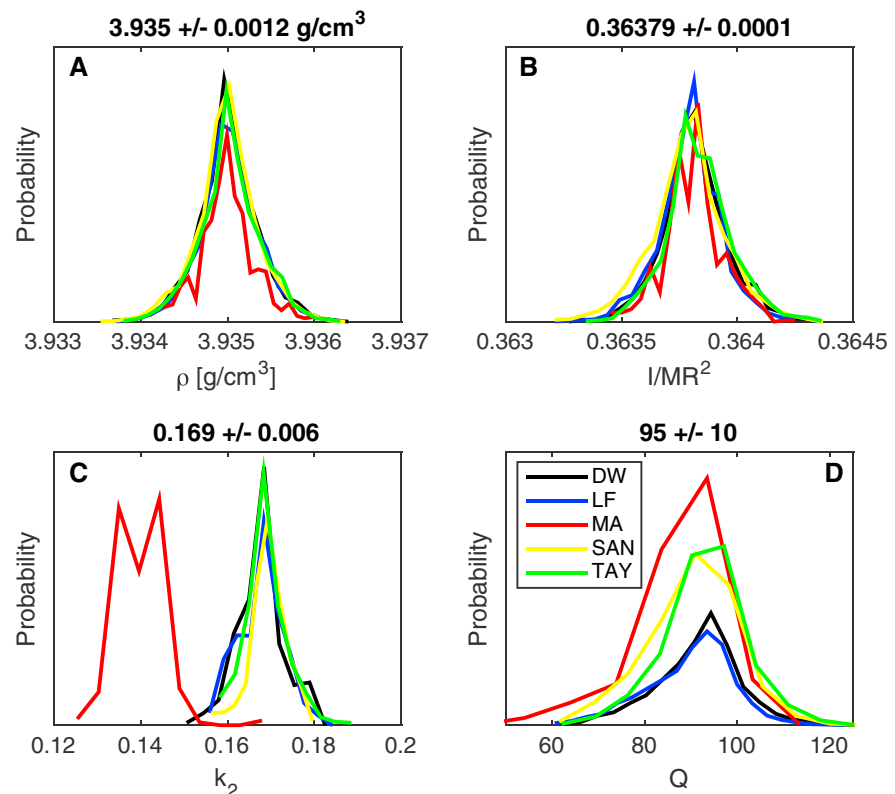 3.935 +/- 0.0012 g/cm³
A
Probability
3.933 3.934 3.935 3.936 3.937
ρ [g/cm³]
0.36379 +/- 0.0001
B
Probability
0.363 0.3635 0.364 0.3645
I/MR²
0.169 +/- 0.006
C
Probability
0.12 0.14 0.16 0.18 0.2
k₂
95 +/- 10
D
DW
LF
MA
SAN
TAY
Probability
60 80 100 120
Q